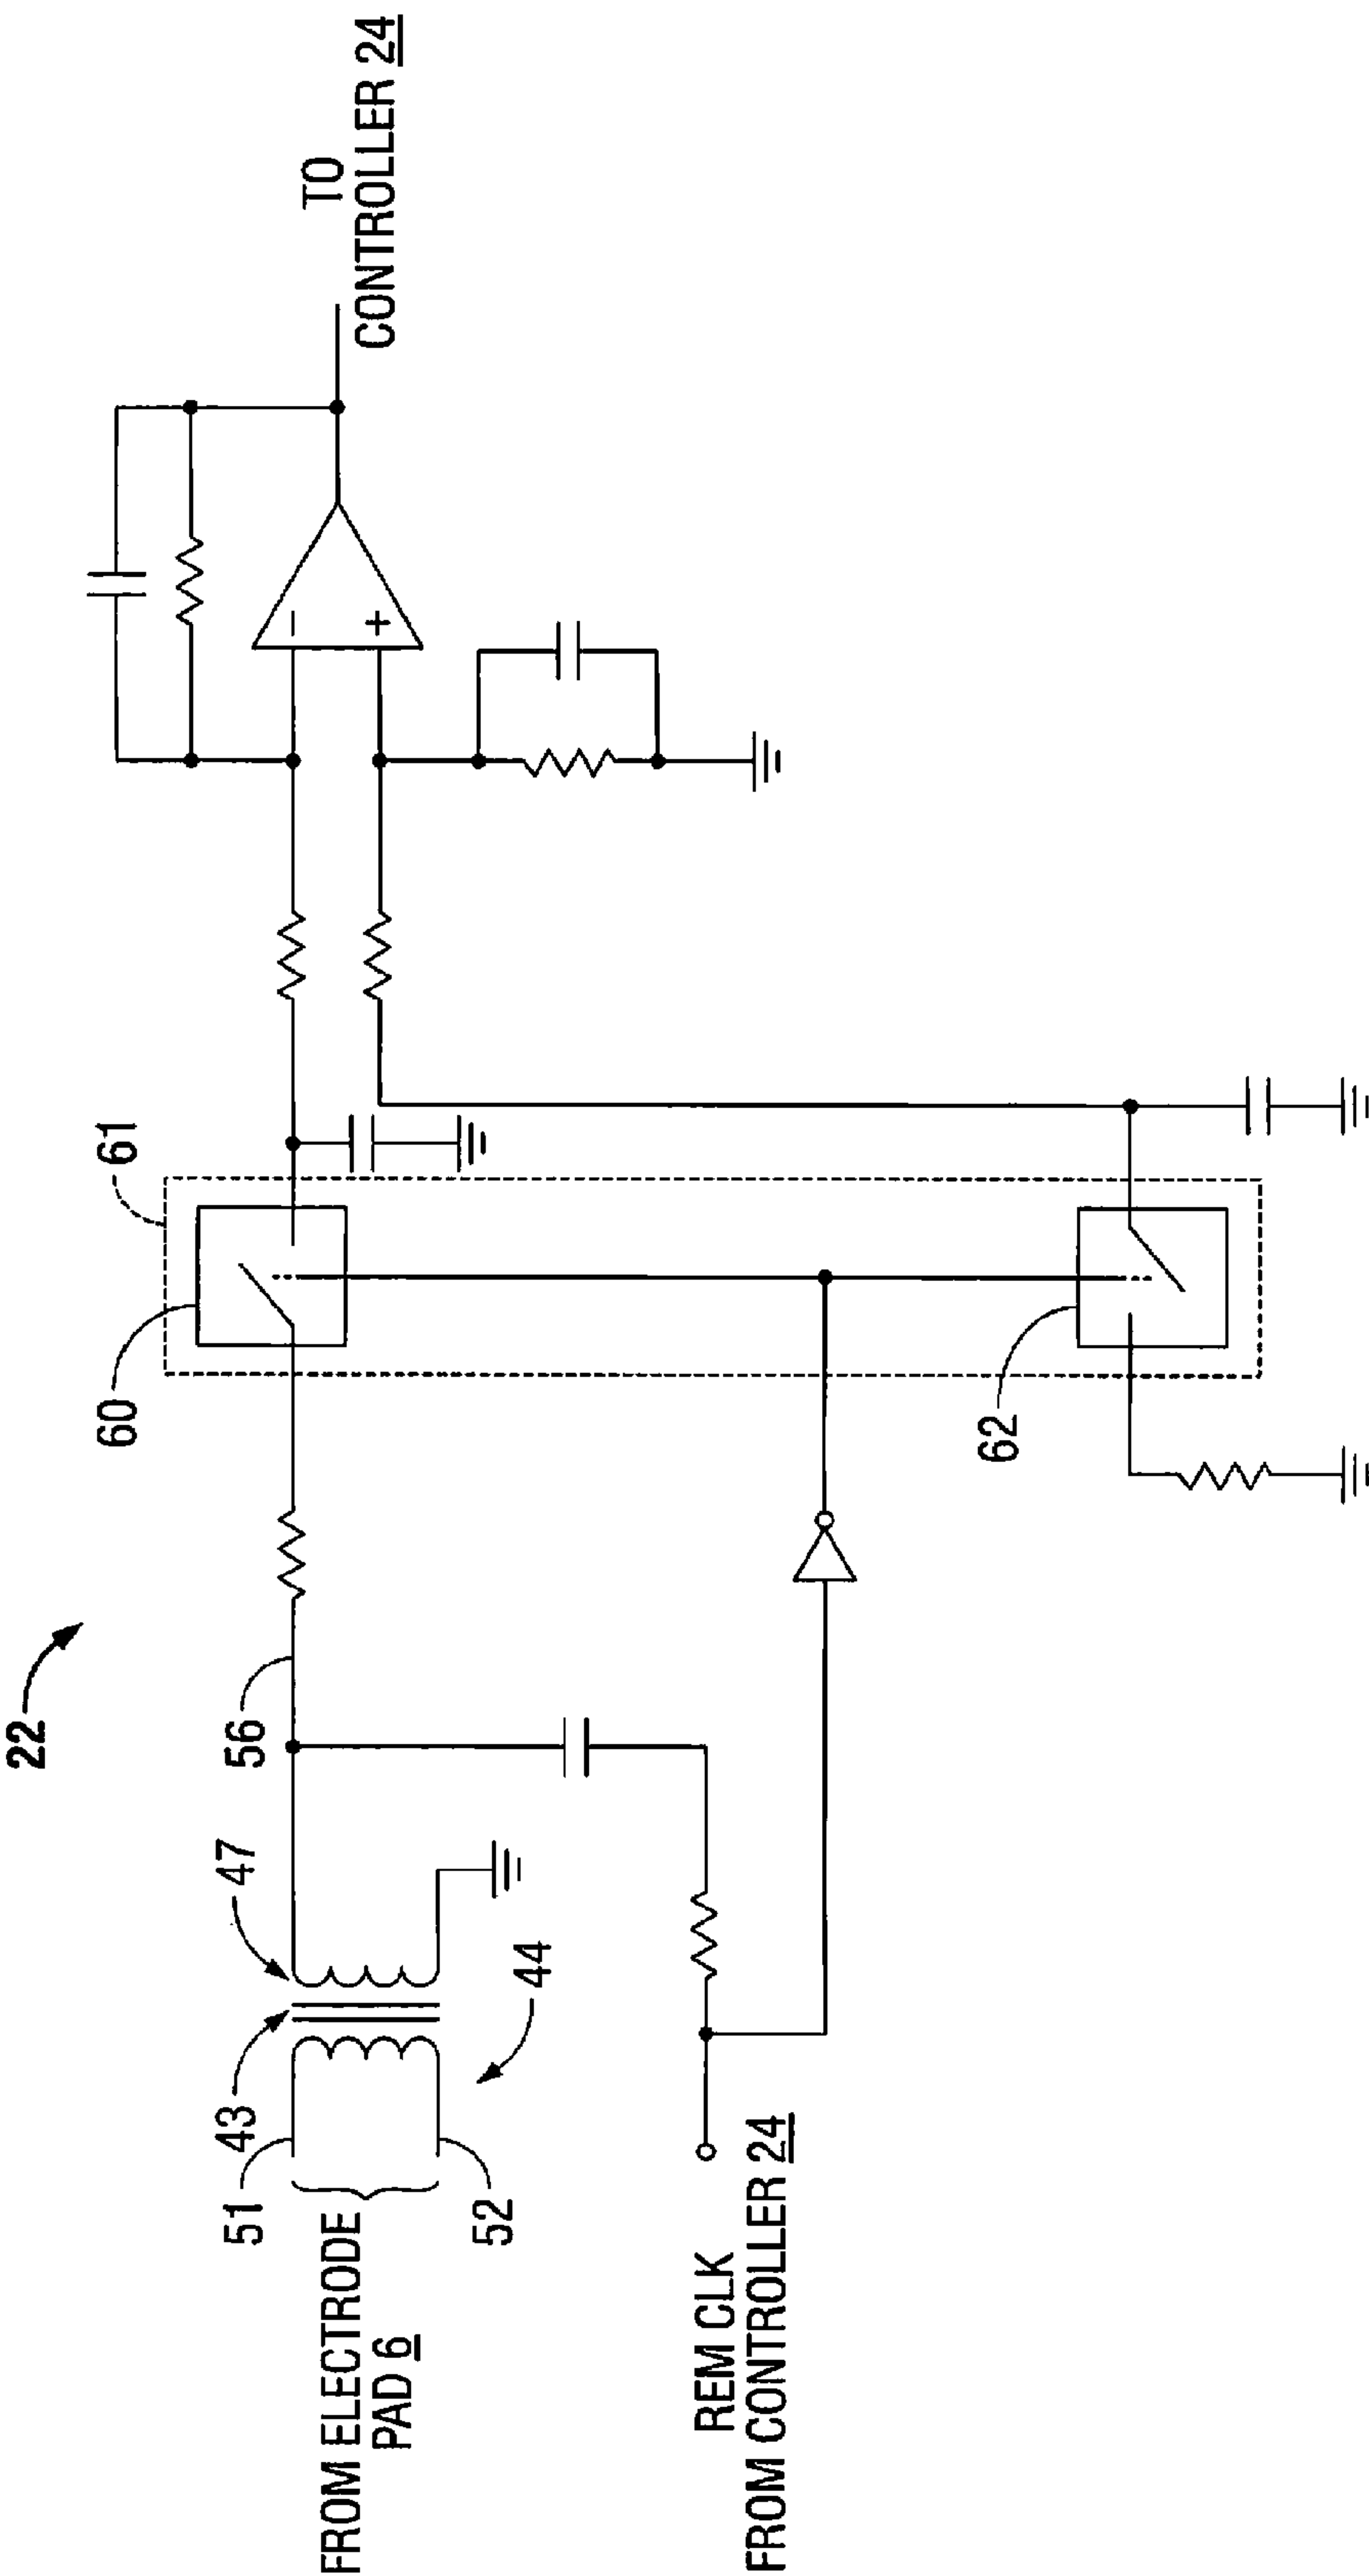 22
FROM ELECTRODE
PAD 6
51
52
43
47
44
56
60
61
62
REM CLK
FROM CONTROLLER 24
−
+
TO
CONTROLLER 24